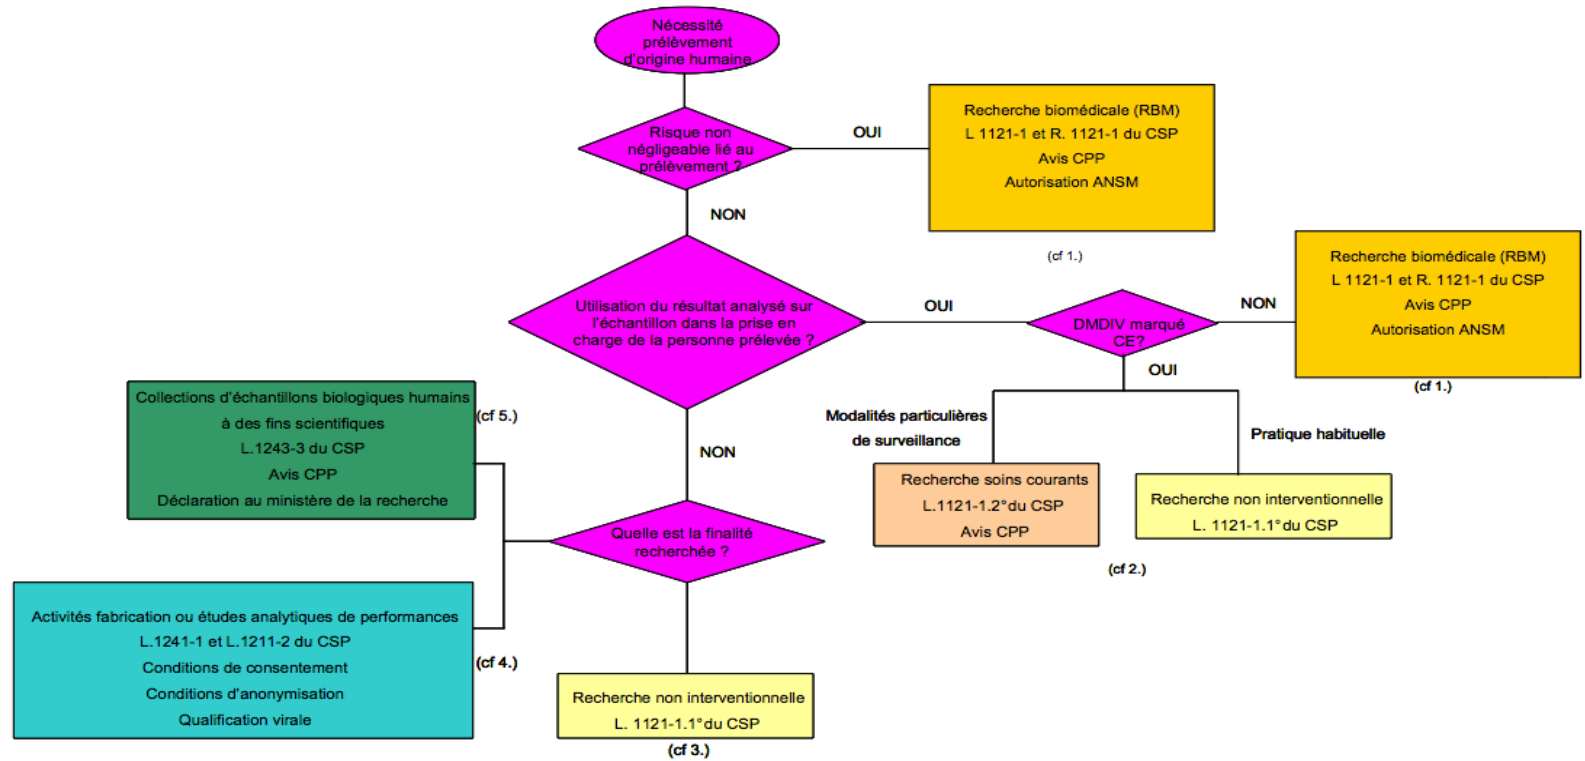 Nécessité
prélèvement
d'origine humaine
Risque non
négligeable lié au
prélèvement ?
OUI
Recherche biomédicale (RBM)
L 1121-1 et R. 1121-1 du CSP
Avis CPP
Autorisation ANSM
(cf 1.)
NON
Utilisation du résultat analysé sur
l'échantillon dans la prise en
charge de la personne prélevée ?
OUI
DMDIV marqué
CE?
NON
Recherche biomédicale (RBM)
L 1121-1 et R. 1121-1 du CSP
Avis CPP
Autorisation ANSM
(cf 1.)
OUI
Modalités particulières
de surveillance
Pratique habituelle
Recherche soins courants
L.1121-1.2°du CSP
Avis CPP
Recherche non interventionnelle
L. 1121-1.1°du CSP
(cf 2.)
NON
Collections d'échantillons biologiques humains
à des fins scientifiques
L.1243-3 du CSP
Avis CPP
Déclaration au ministère de la recherche
(cf 5.)
Quelle est la finalité
recherchée ?
Activités fabrication ou études analytiques de performances
L.1241-1 et L.1211-2 du CSP
Conditions de consentement
Conditions d'anonymisation
Qualification virale
(cf 4.)
Recherche non interventionnelle
L. 1121-1.1°du CSP
(cf 3.)